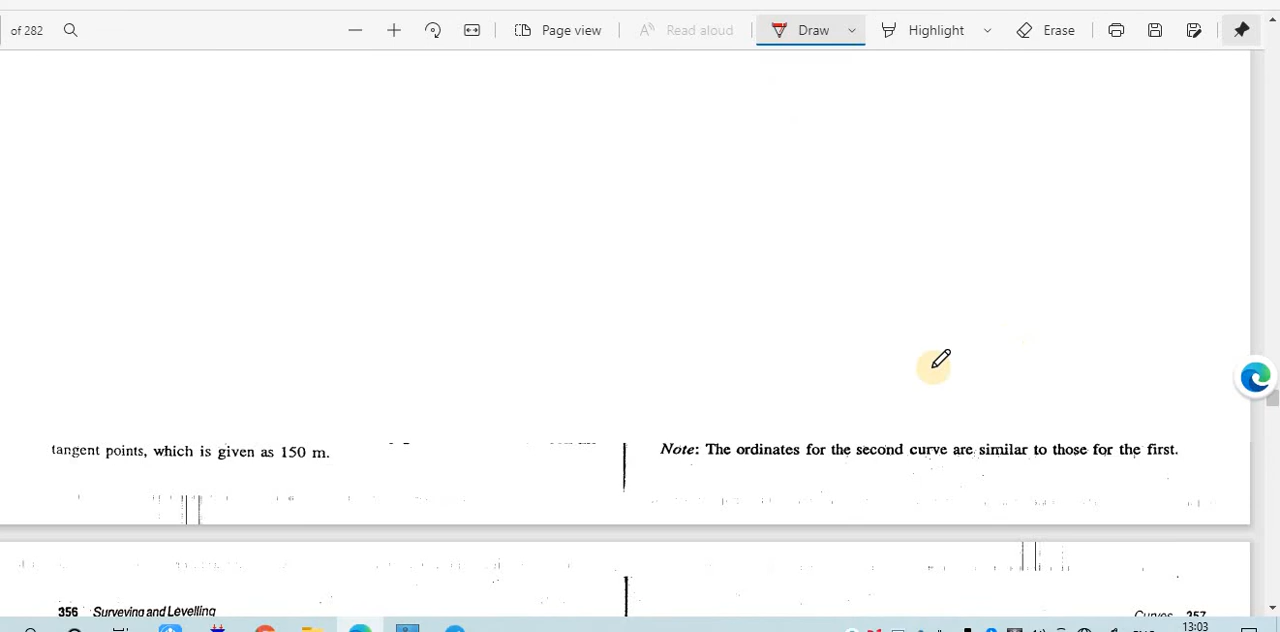 of 282
Page view
Read aloud
Draw
Highlight
Erase
tangent points, which is given as 150 m.
Note: The ordinates for the second curve are similar to those for the first.
356 Surveying and Levelling
Curves 357
13:03